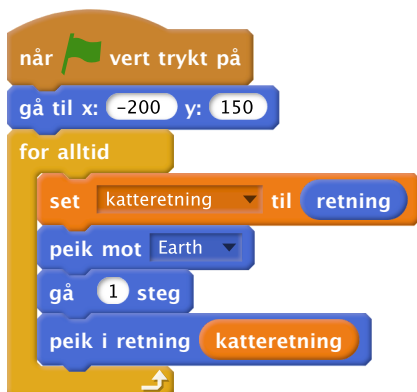 når vert trykt på
gå til x: -200 y: 150
for alltid
set katteretning til retning
peik mot Earth
gå 1 steg
peik i retning katteretning